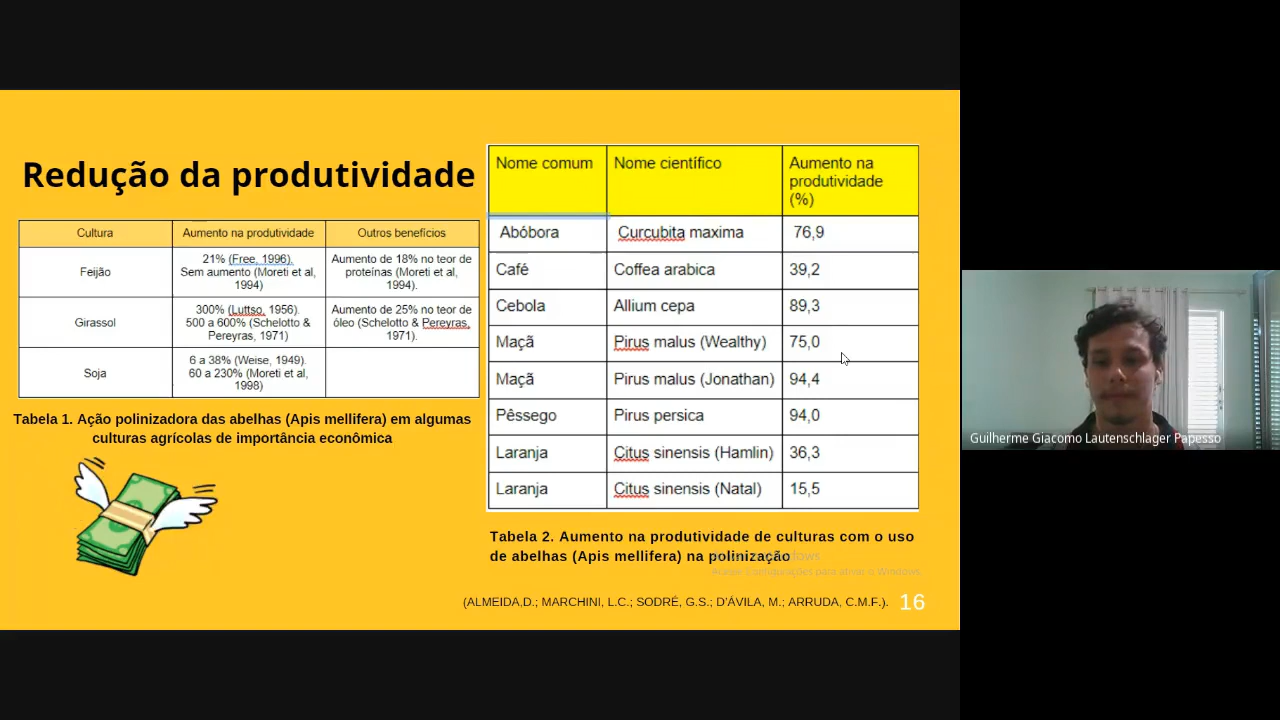 Redução da produtividade
Cultura Aumento na produtividade Outros benefícios
Feijão
21% (Free, 1996).
Sem aumento (Moreti et al,
1994)
Aumento de 18% no teor de
proteínas (Moreti et al,
1994).
Girassol
300% (Luttso, 1956).
500 a 600% (Schelotto &
Pereyras, 1971)
Aumento de 25% no teor de
óleo (Schelotto & Pereyras,
1971).
Soja
6 a 38% (Weise, 1949).
60 a 230% (Moreti et al,
1998)
Tabela 1. Ação polinizadora das abelhas (Apis mellifera) em algumas
culturas agrícolas de importância econômica
Nome comum Nome científico Aumento na
produtividade
(%)
Abóbora Curcubita maxima 76,9
Café Coffea arabica 39,2
Cebola Allium cepa 89,3
Maçã Pirus malus (Wealthy) 75,0
Maçã Pirus malus (Jonathan) 94,4
Pêssego Pirus persica 94,0
Laranja Citus sinensis (Hamlin) 36,3
Laranja Citus sinensis (Natal) 15,5
Tabela 2. Aumento na produtividade de culturas com o uso
de abelhas (Apis mellifera) na polinização
(ALMEIDA,D.; MARCHINI, L.C.; SODRÉ, G.S.; D'ÁVILA, M.; ARRUDA, C.M.F.). 16
Guilherme Giacomo Lautenschlager Papesso